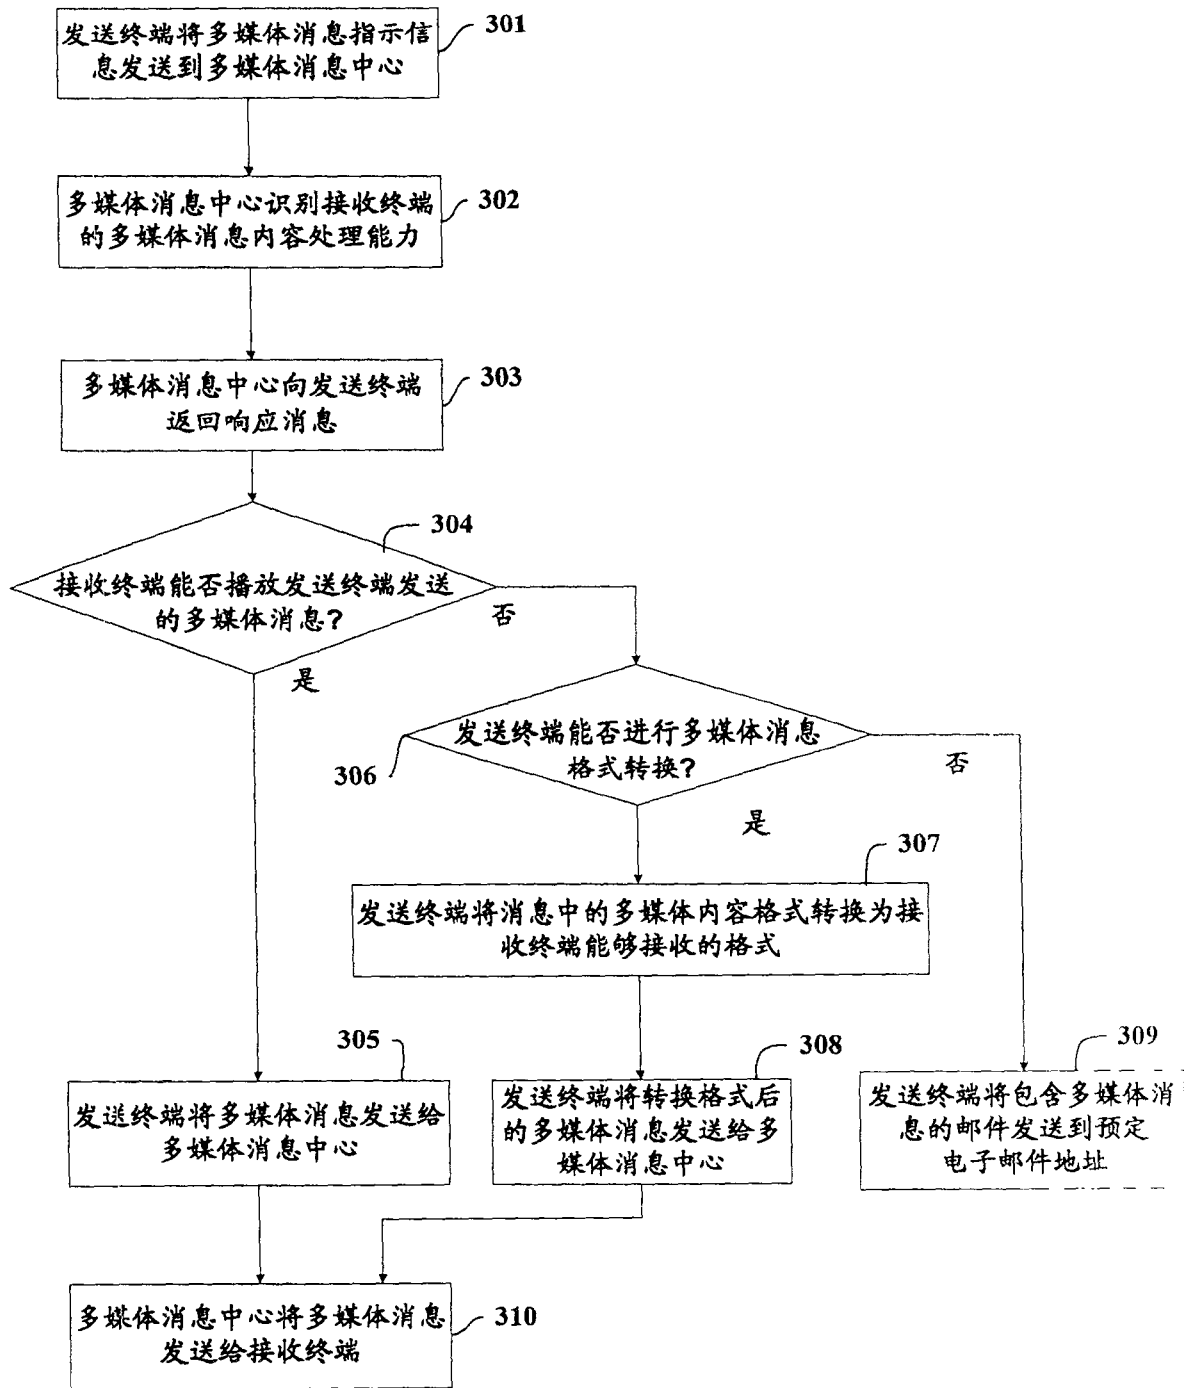 发送终端将多媒体消息指示信
息发送到多媒体消息中心
301
多媒体消息中心识别接收终端
的多媒体消息内容处理能力
302
多媒体消息中心向发送终端
返回响应消息
303
304
接收终端能否播放发送终端发送
的多媒体消息?
否
是
发送终端能否进行多媒体消息
格式转换?
306
否
是
307
发送终端将消息中的多媒体内容格式转换为接
收终端能够接收的格式
305
发送终端将多媒体消息发送给
多媒体消息中心
308
发送终端将转换格式后
的多媒体消息发送给多
媒体消息中心
309
发送终端将包含多媒体消
息的邮件发送到预定
电子邮件地址
多媒体消息中心将多媒体消息
发送给接收终端
310